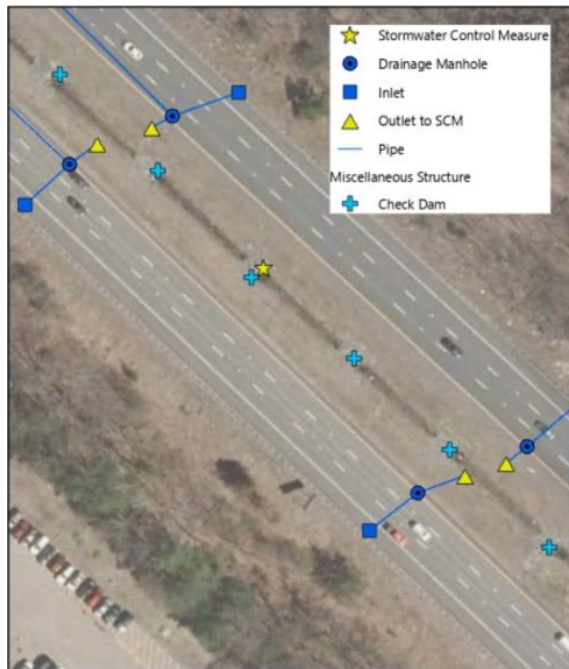 Stormwater Control Measure
Drainage Manhole
Inlet
Outlet to SCM
Pipe
Miscellaneous Structure
Check Dam